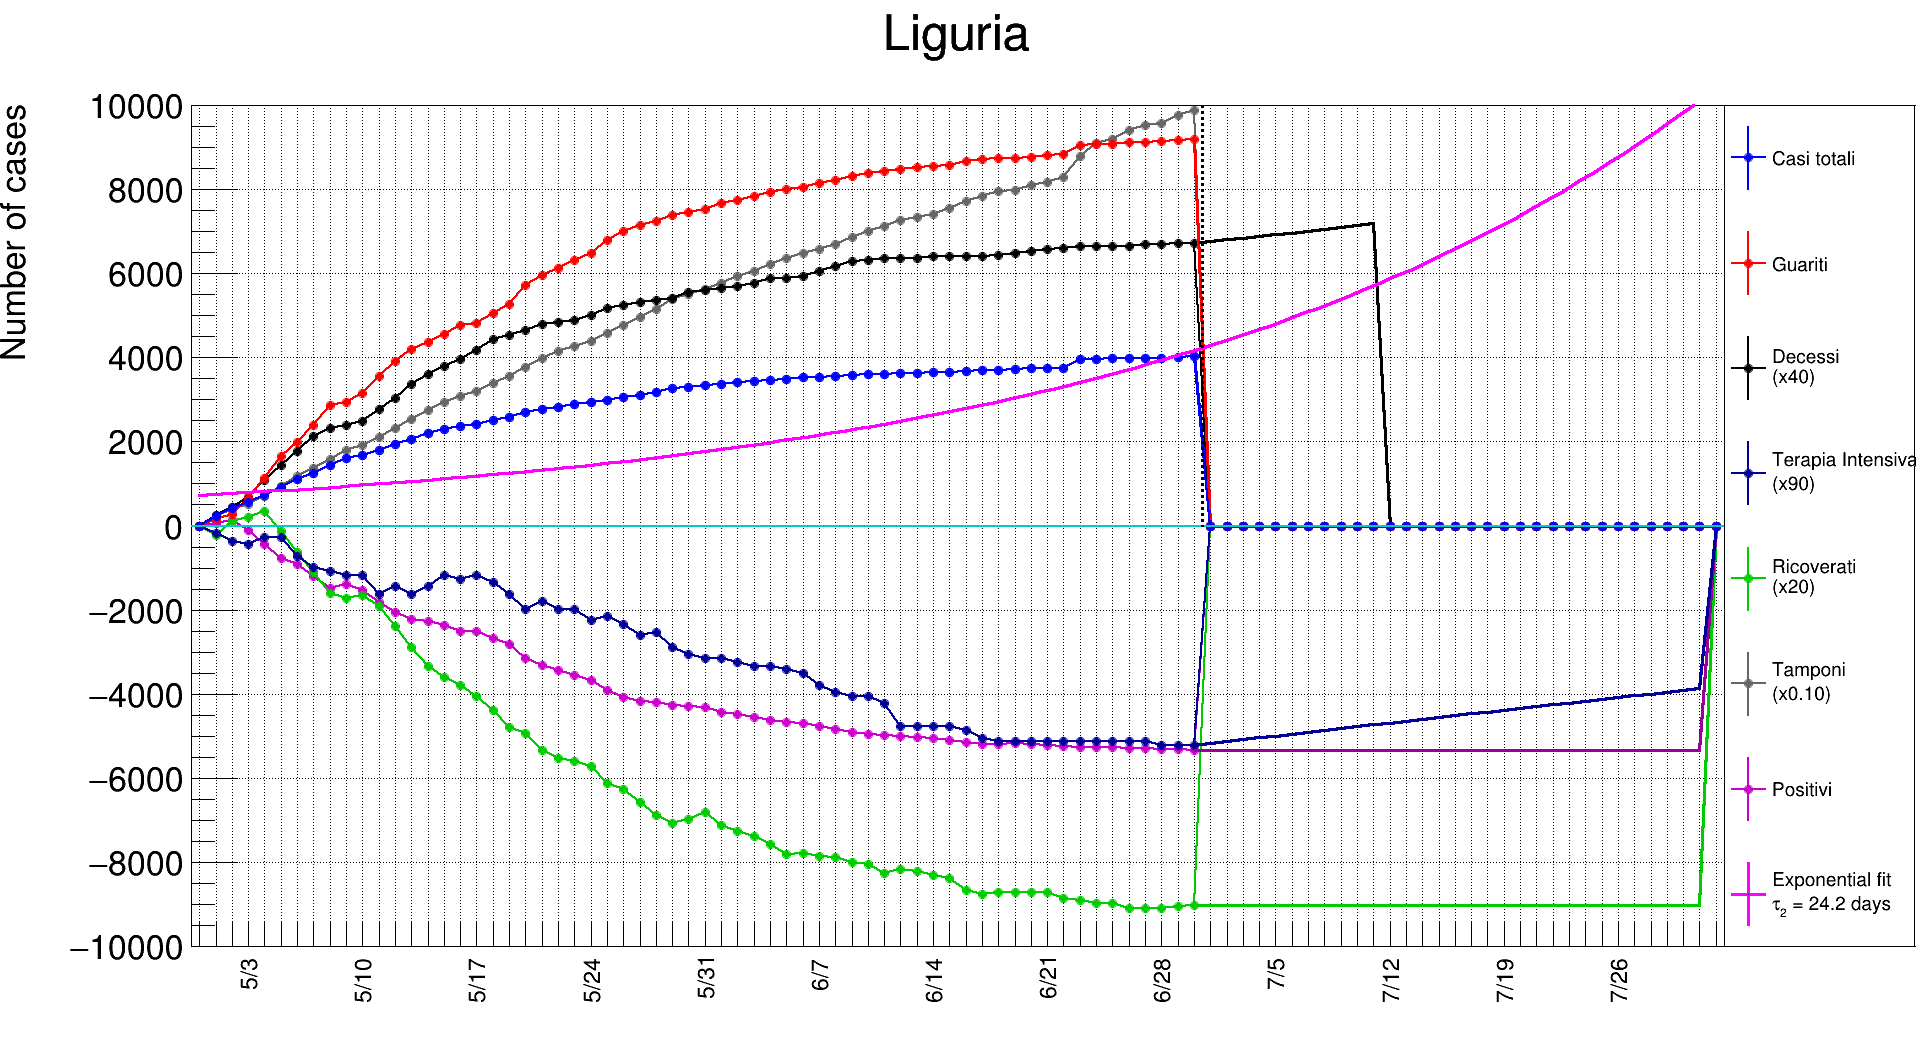 Liguria
Number of cases
10000
8000
6000
4000
2000
0
−2000
−4000
−6000
−8000
−10000
5/3
5/10
5/17
5/24
5/31
6/7
6/14
6/21
6/28
7/5
7/12
7/19
7/26
Casi totali
Guariti
Decessi
(x40)
Terapia Intensiva
(x90)
Ricoverati
(x20)
Tamponi
(x0.10)
Positivi
Exponential fit
τ2 = 24.2 days